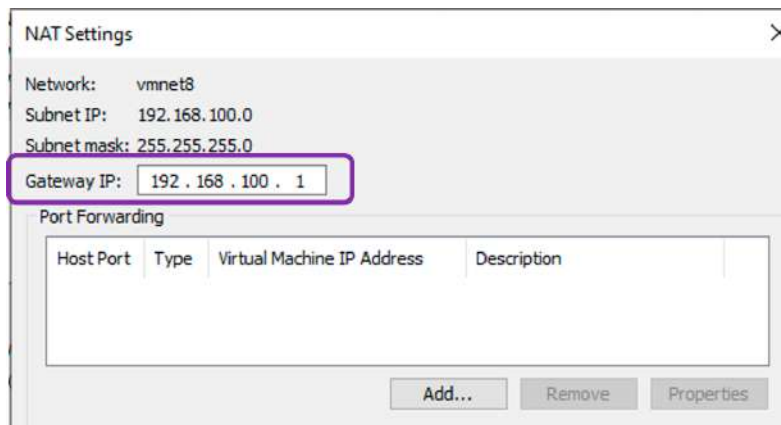 NAT Settings
Network: vmnet8
Subnet IP: 192.168.100.0
Subnet mask: 255.255.255.0
Gateway IP: 192 . 168 . 100 . 1
Port Forwarding
Host Port Type Virtual Machine IP Address Description
Add... Remove Properties